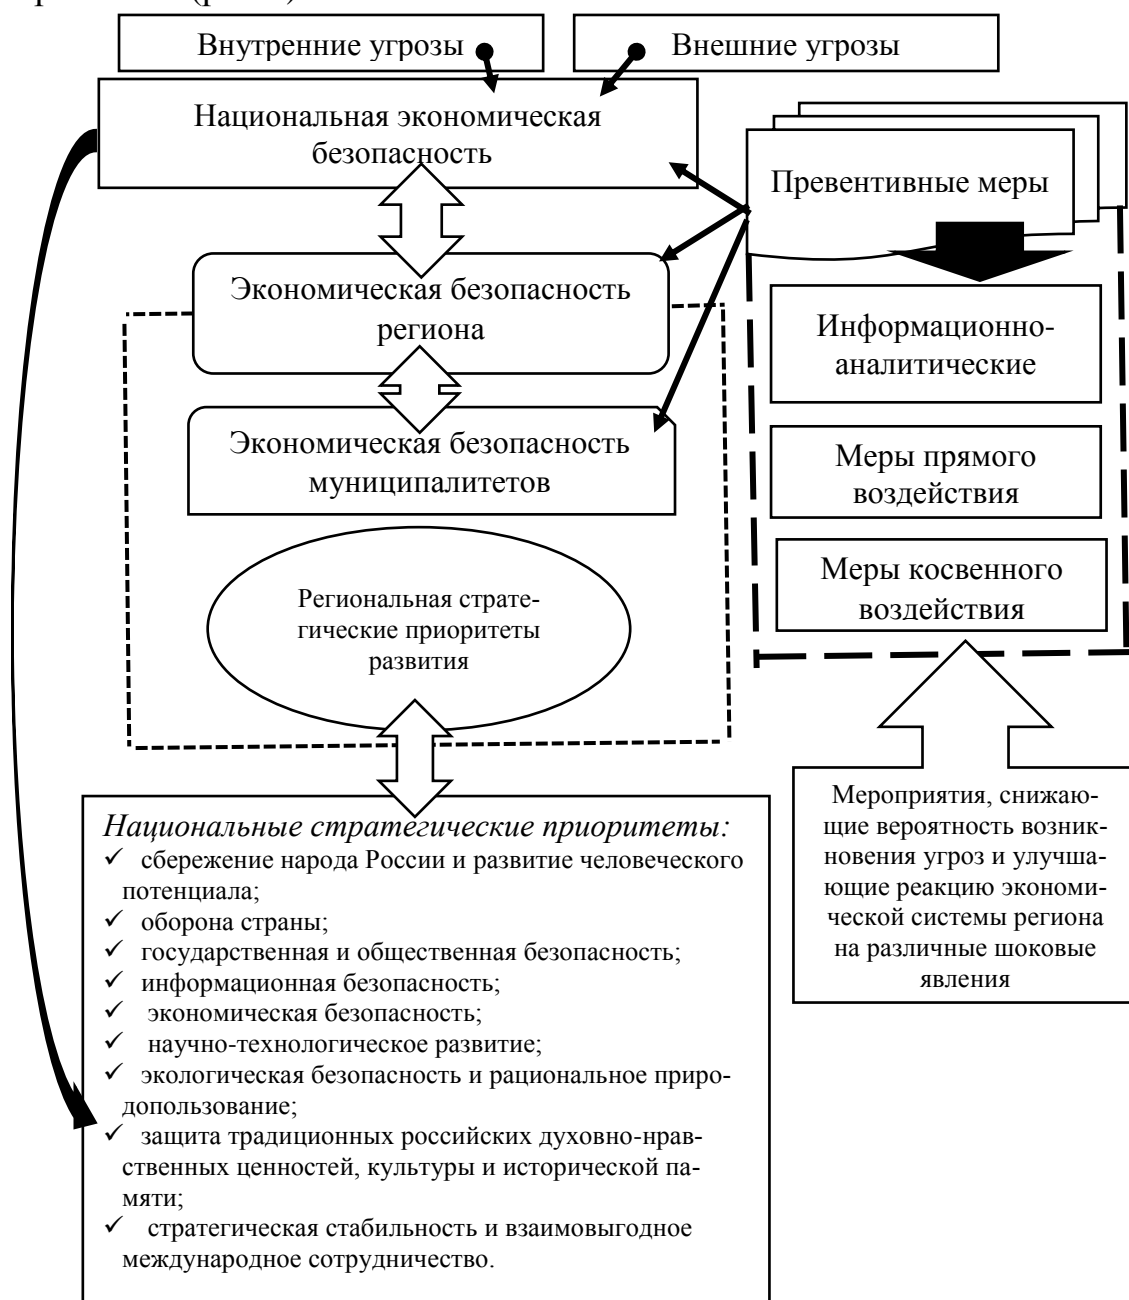 Внутренние угрозы
Внешние угрозы
Национальная экономическая
безопасность
Превентивные меры
Экономическая безопасность
региона
Информационно-
аналитические
Экономическая безопасность
муниципалитетов
Меры прямого
воздействия
Меры косвенного
воздействия
Региональная страте-
гические приоритеты
развития
Мероприятия, снижаю-
щие вероятность возник-
новения угроз и улучша-
ющие реакцию экономи-
ческой системы региона
на различные шоковые
явления
Национальные стратегические приоритеты:
✓ сбережение народа России и развитие человеческого
потенциала;
✓ оборона страны;
✓ государственная и общественная безопасность;
✓ информационная безопасность;
✓ экономическая безопасность;
✓ научно-технологическое развитие;
✓ экологическая безопасность и рациональное приро-
допользование;
✓ защита традиционных российских духовно-нрав-
ственных ценностей, культуры и исторической па-
мяти;
✓ стратегическая стабильность и взаимовыгодное
международное сотрудничество.